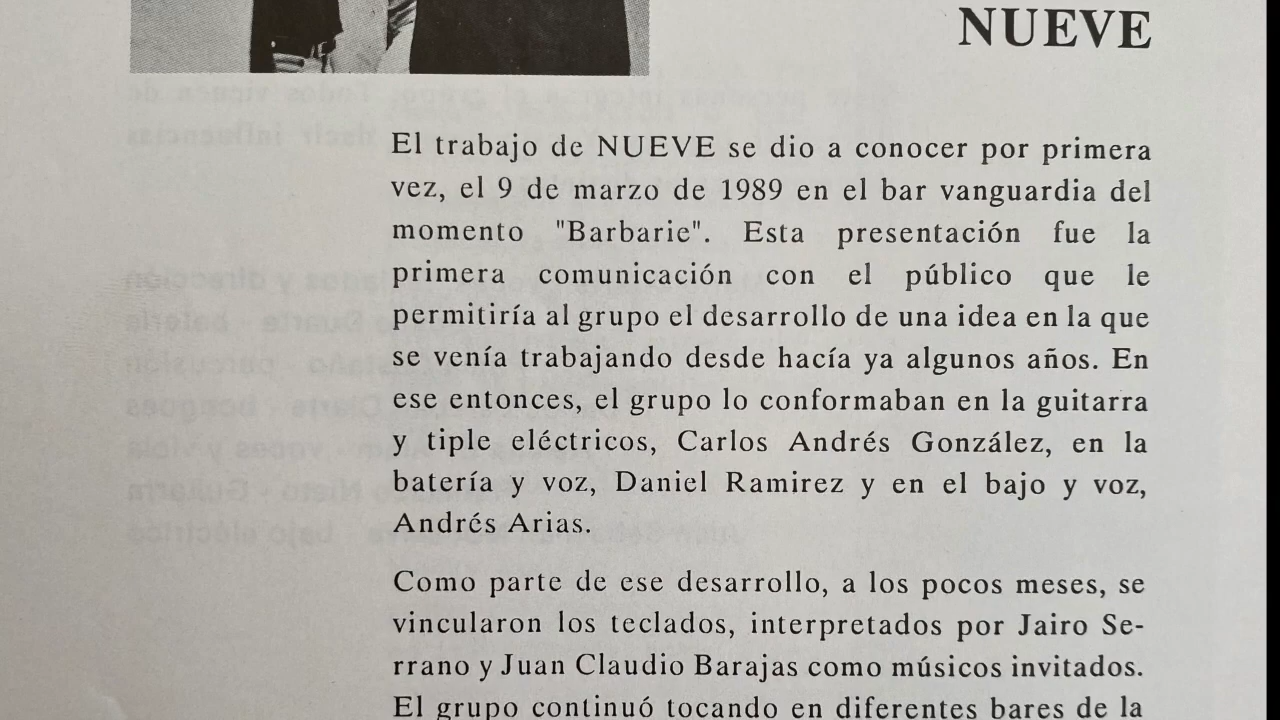 NUEVE
El trabajo de NUEVE se dio a conocer por primera
vez, el 9 de marzo de 1989 en el bar vanguardia del
momento "Barbarie". Esta presentación fue la
primera comunicación con el público que le
permitiría al grupo el desarrollo de una idea en la que
se venía trabajando desde hacía ya algunos años. En
ese entonces, el grupo lo conformaban en la guitarra
y tiple eléctricos, Carlos Andrés González, en la
batería y voz, Daniel Ramirez y en el bajo y voz,
Andrés Arias.
Como parte de ese desarrollo, a los pocos meses, se
vincularon los teclados, interpretados por Jairo Se-
rrano y Juan Claudio Barajas como músicos invitados.
El grupo continuó tocando en diferentes bares de la